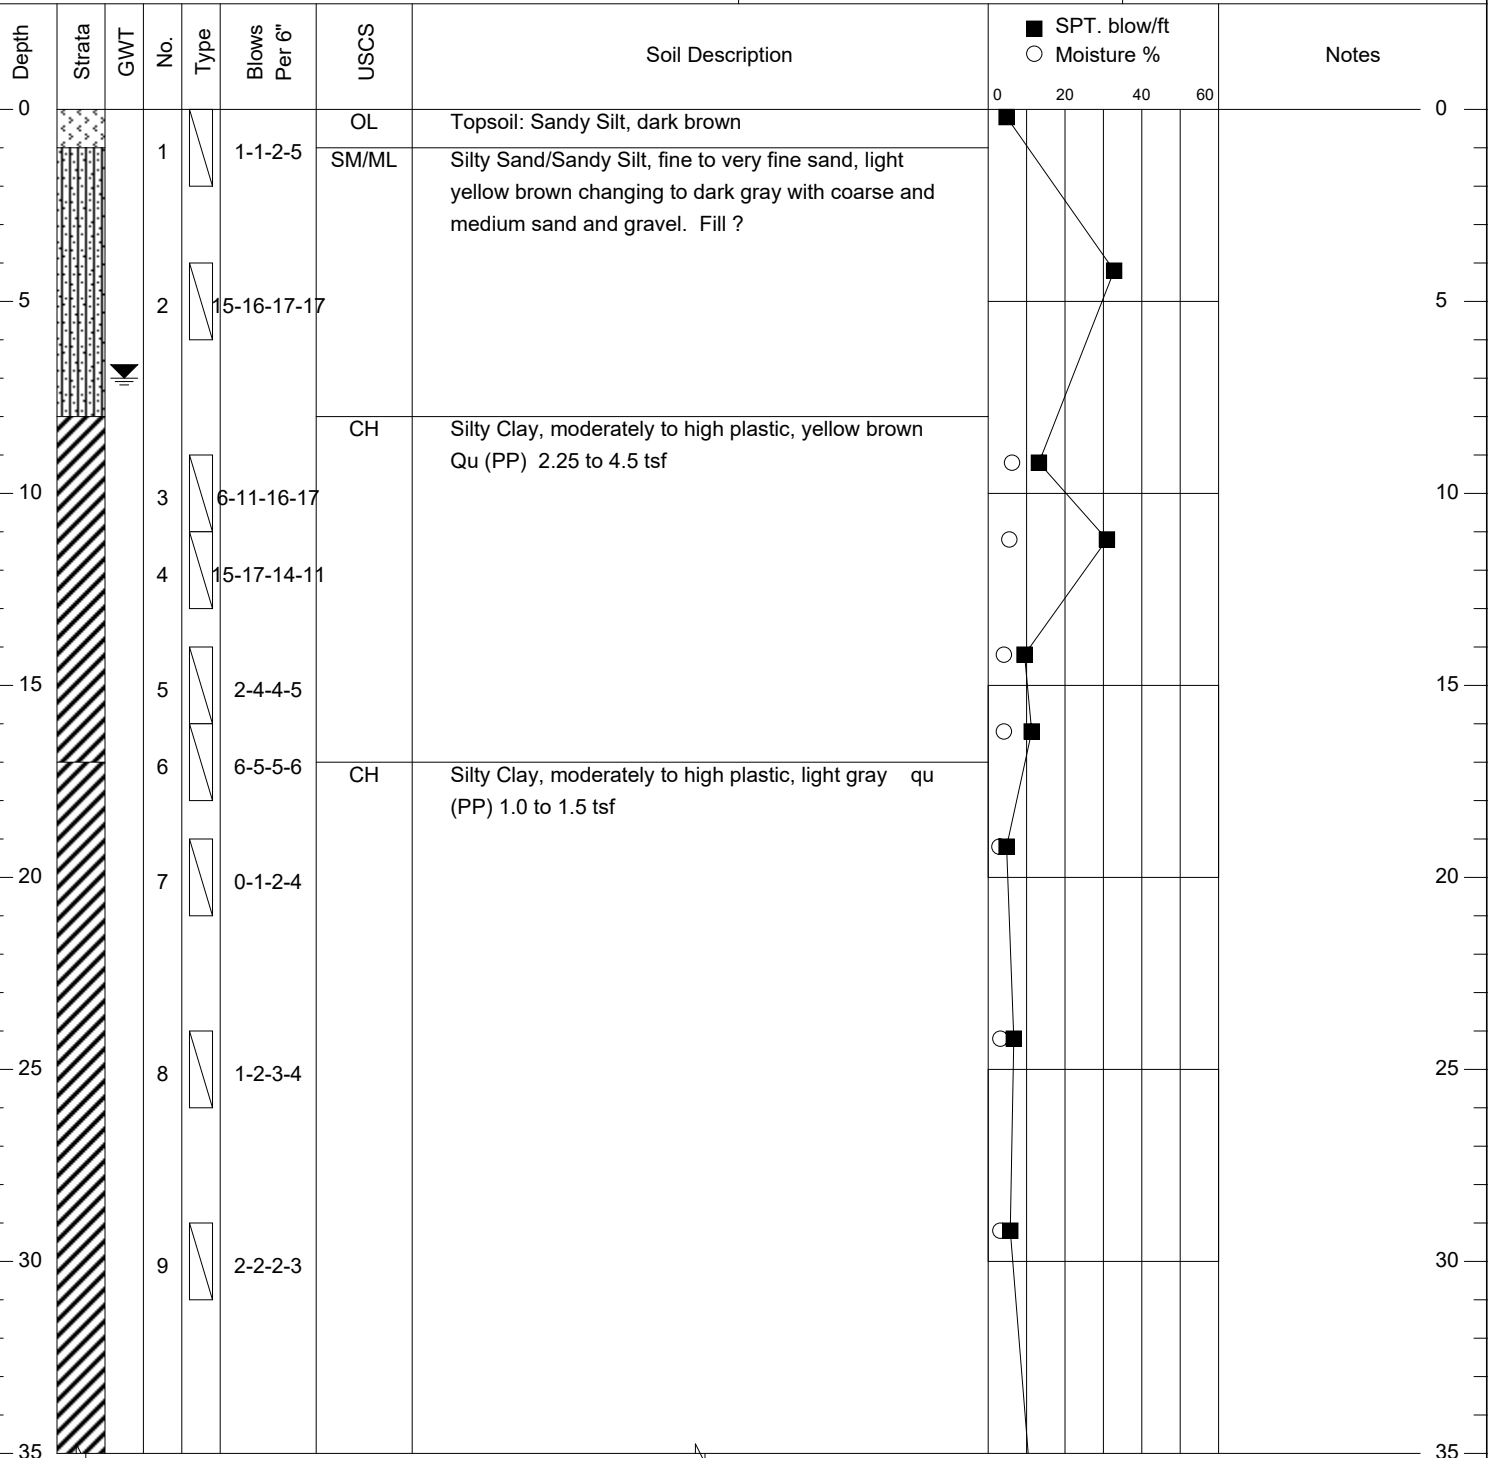 Depth
Strata
GWT
No.
Type
Blows
Per 6"
USCS
Soil Description
SPT. blow/ft
Moisture %
Notes
0 20 40 60
0 0
OL Topsoil: Sandy Silt, dark brown
1 1-1-2-5
SM/ML Silty Sand/Sandy Silt, fine to very fine sand, light
yellow brown changing to dark gray with coarse and
medium sand and gravel. Fill ?
5 2 15-16-17-17 5
CH Silty Clay, moderately to high plastic, yellow brown
Qu (PP) 2.25 to 4.5 tsf
10 3 6-11-16-17 10
4 15-17-14-11
15 5 2-4-4-5 15
6 6-5-5-6
CH Silty Clay, moderately to high plastic, light gray qu
(PP) 1.0 to 1.5 tsf
20 7 0-1-2-4 20
25 8 1-2-3-4 25
30 9 2-2-2-3 30
35 35